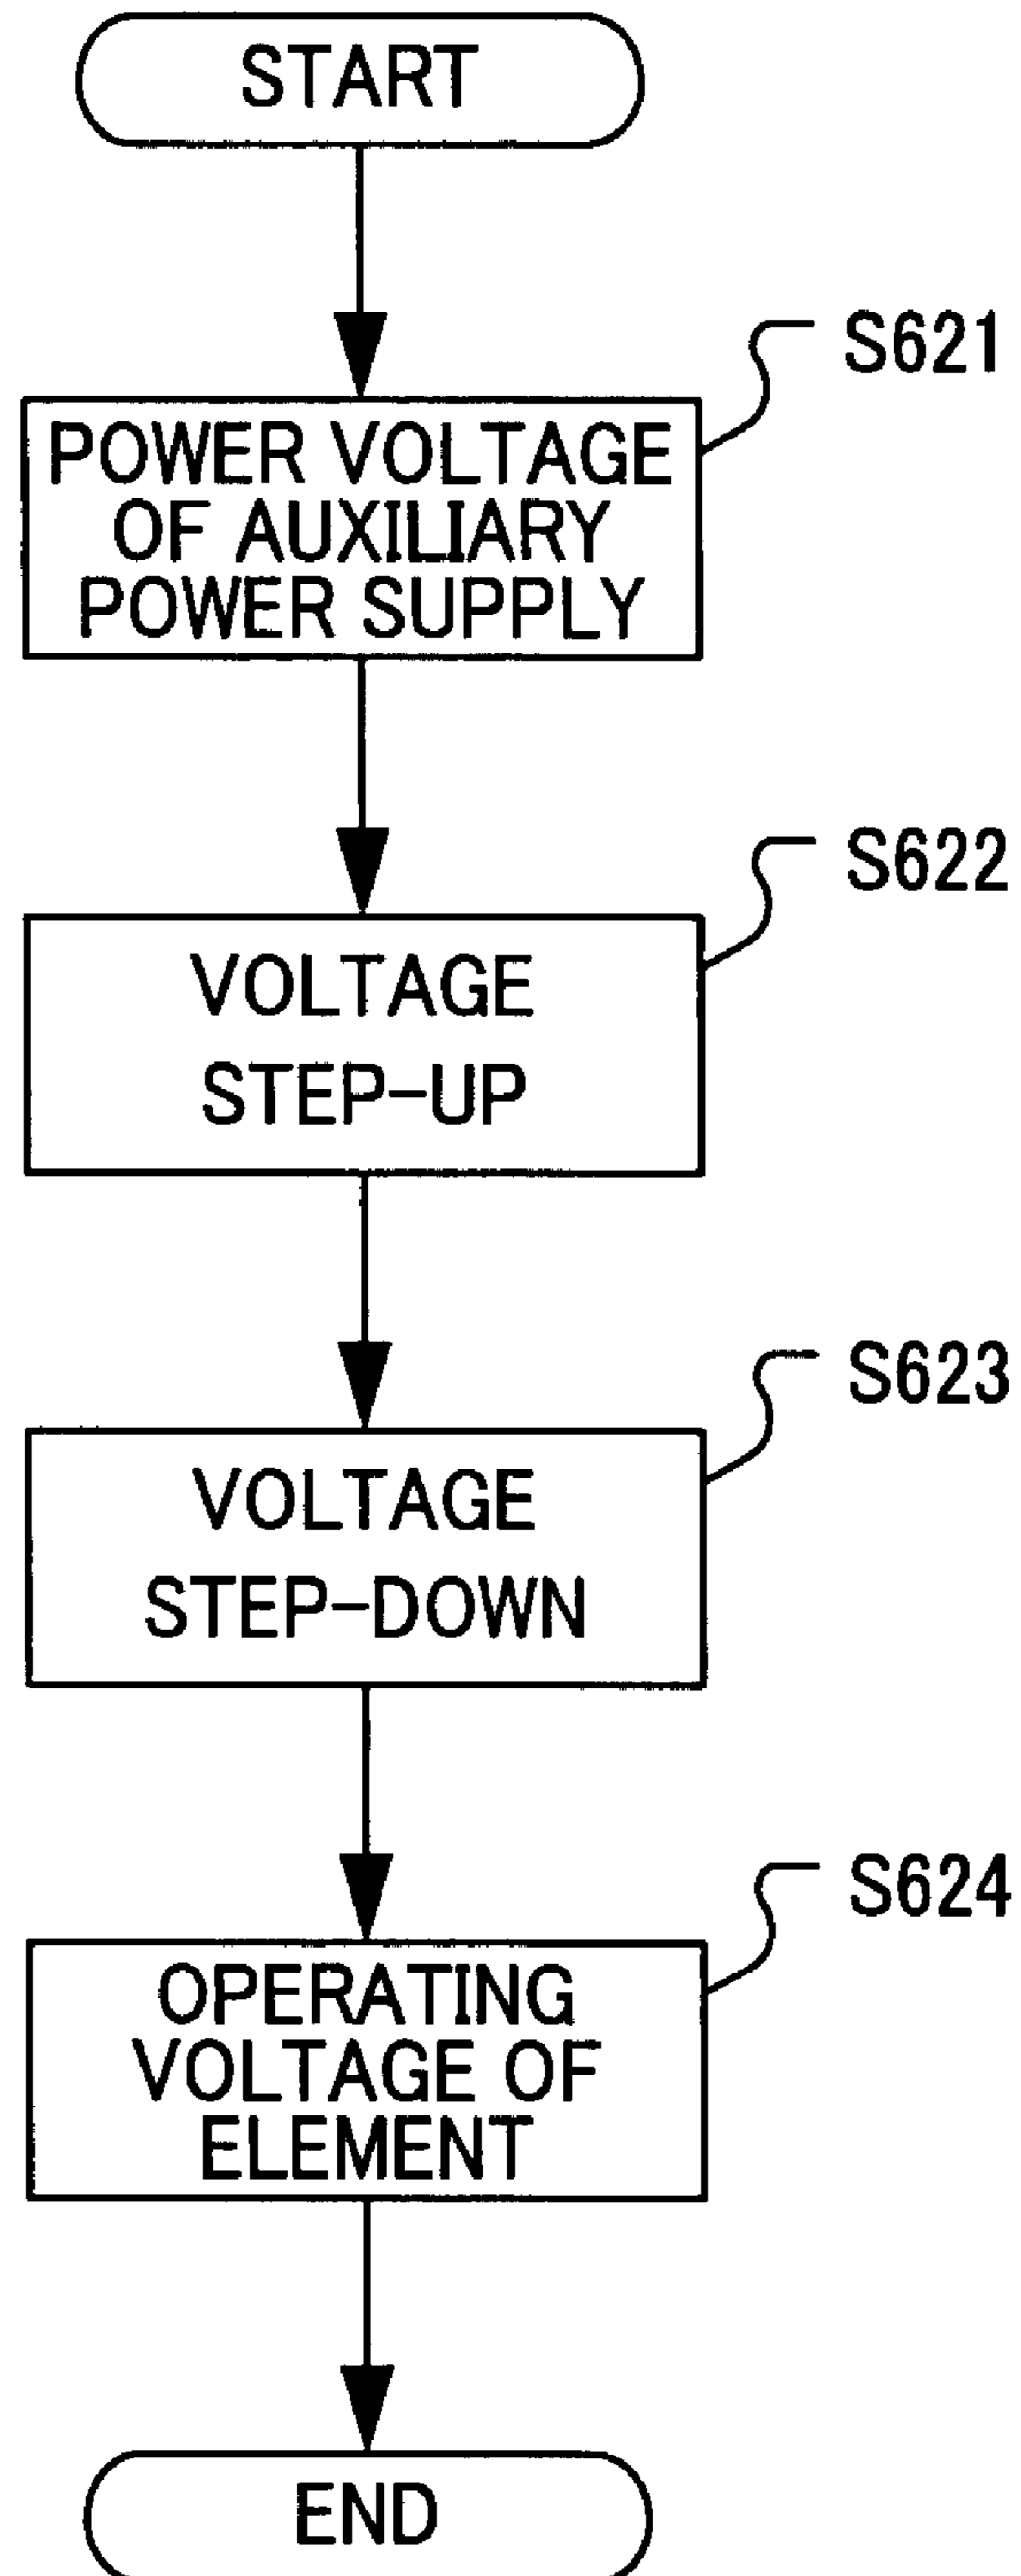 START
S621
POWER VOLTAGE
OF AUXILIARY
POWER SUPPLY
S622
VOLTAGE
STEP-UP
S623
VOLTAGE
STEP-DOWN
S624
OPERATING
VOLTAGE OF
ELEMENT
END